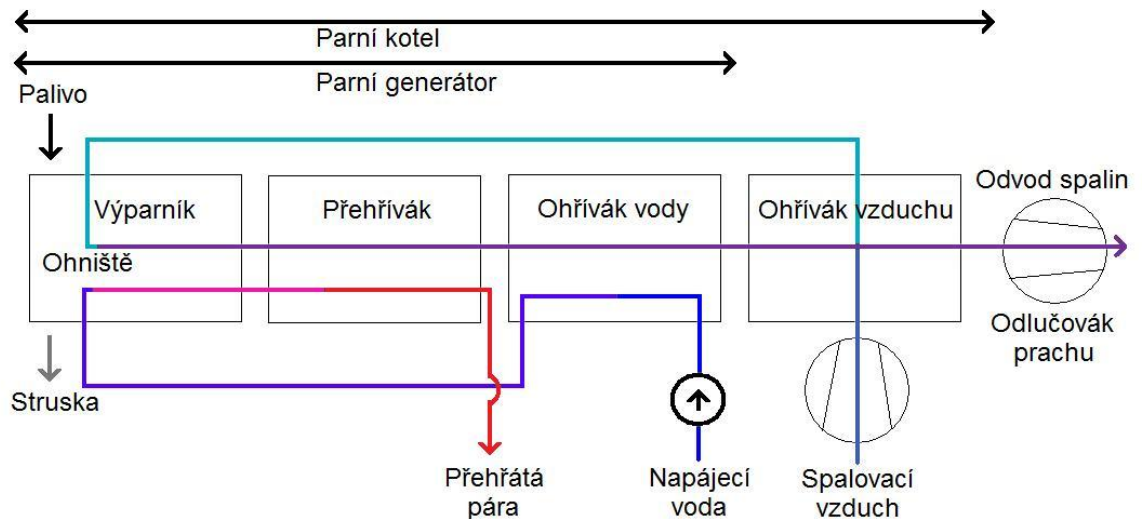 Parní kotel
Parní generátor
Palivo
Výparník
Přehřívák
Ohřívák vody
Ohřívák vzduchu
Odvod spalin
Ohniště
Odlučovák
prachu
Struska
Přehřátá
pára
Napájecí
voda
Spalovací
vzduch